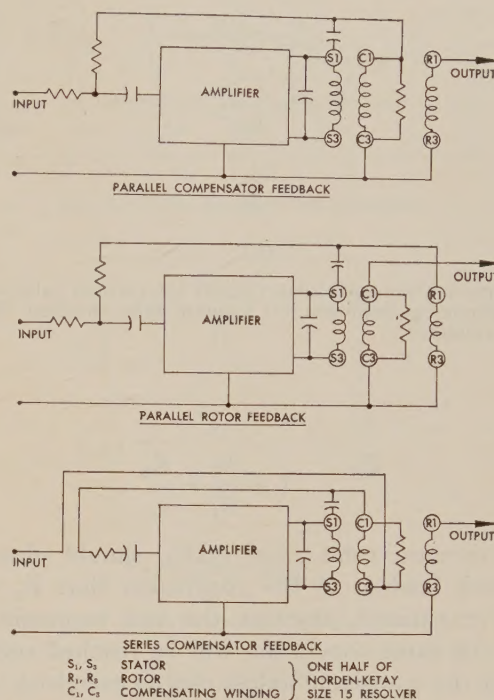 S1 C1 R1 OUTPUT
AMPLIFIER
INPUT
S3 C3 R3
PARALLEL COMPENSATOR FEEDBACK
OUTPUT
S1 C1 R1
AMPLIFIER
INPUT
S3 C3 R3
PARALLEL ROTOR FEEDBACK
S1 C1 R1 OUTPUT
INPUT
AMPLIFIER
C3
S3 R3
SERIES COMPENSATOR FEEDBACK
S₁, S₃ STATOR ONE HALF OF
R₁, R₃ ROTOR NORDEN-KETAY
C₁, C₃ COMPENSATING WINDING SIZE 15 RESOLVER